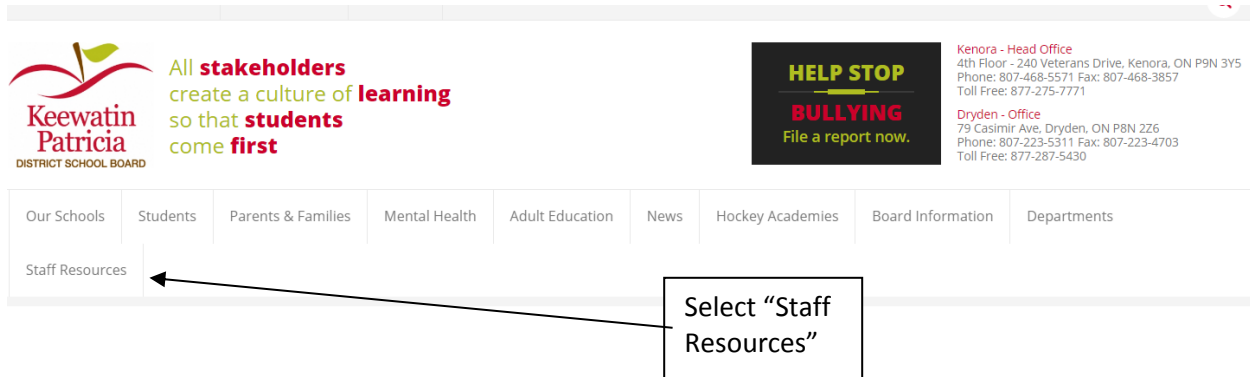 Keewatin
Patricia
DISTRICT SCHOOL BOARD
All stakeholders
create a culture of learning
so that students
come first
HELP STOP
BULLYING
File a report now.
Kenora - Head Office
4th Floor - 240 Veterans Drive, Kenora, ON P9N 3Y5
Phone: 807-468-5571 Fax: 807-468-3857
Toll Free: 877-275-7771
Dryden - Office
79 Casimir Ave, Dryden, ON P8N 2Z6
Phone: 807-223-5311 Fax: 807-223-4703
Toll Free: 877-287-5430
Our Schools Students Parents & Families Mental Health Adult Education News Hockey Academies Board Information Departments
Staff Resources
Select “Staff
Resources”